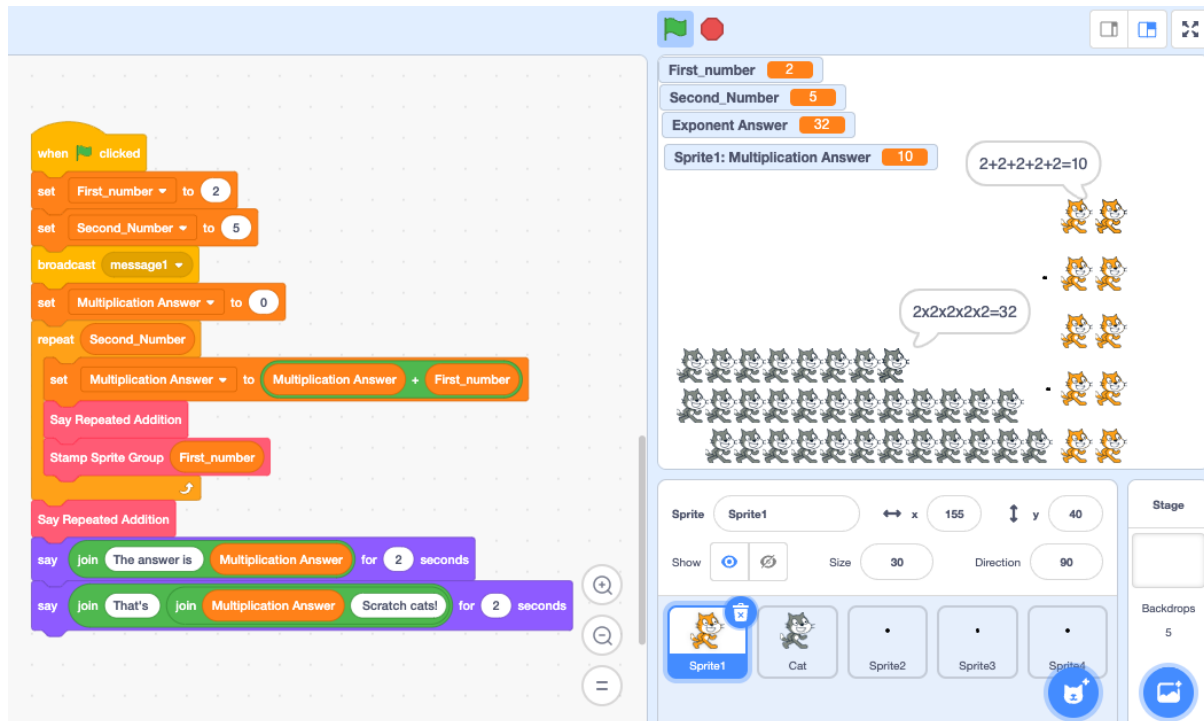 when clicked
set First_number to 2
set Second_Number to 5
broadcast message1
set Multiplication Answer to 0
repeat Second_Number
set Multiplication Answer to Multiplication Answer + First_number
Say Repeated Addition
Stamp Sprite Group First_number
Say Repeated Addition
say join The answer is Multiplication Answer for 2 seconds
say join That's join Multiplication Answer Scratch cats! for 2 seconds
First_number 2
Second_Number 5
Exponent Answer 32
Sprite1: Multiplication Answer 10
2+2+2+2+2=10
2x2x2x2x2=32
Sprite Sprite1 x 155 y 40
Show Size 30 Direction 90
Sprite1 Cat Sprite2 Sprite3 Sprite4
Stage
Backdrops
5